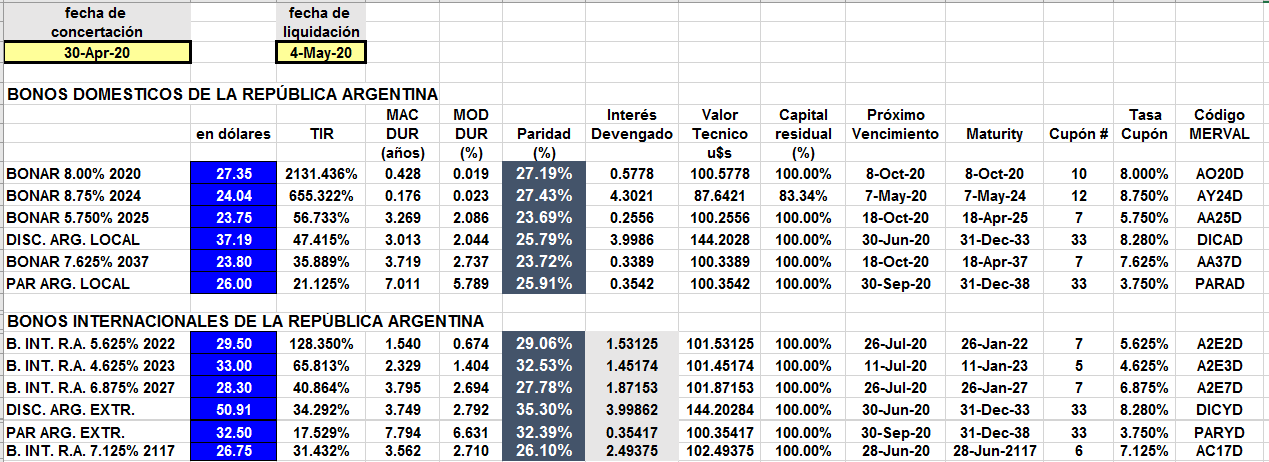 fecha de concertación fecha de liquidación
30-Apr-20 4-May-20
BONOS DOMESTICOS DE LA REPÚBLICA ARGENTINA
en dólares TIR MAC DUR (años) MOD DUR (%) Paridad (%) Interés Devengado Valor Tecnico u$s Capital residual (%) Próximo Vencimiento Maturity Cupón # Tasa Cupón Código MERVAL
BONAR 8.00% 2020 27.35 2131.436% 0.428 0.019 27.19% 0.5778 100.5778 100.00% 8-Oct-20 8-Oct-20 10 8.000% AO20D
BONAR 8.75% 2024 24.04 655.322% 0.176 0.023 27.43% 4.3021 87.6421 83.34% 7-May-20 7-May-24 12 8.750% AY24D
BONAR 5.750% 2025 23.75 56.733% 3.269 2.086 23.69% 0.2556 100.2556 100.00% 18-Oct-20 18-Apr-25 7 5.750% AA25D
DISC. ARG. LOCAL 37.19 47.415% 3.013 2.044 25.79% 3.9986 144.2028 100.00% 30-Jun-20 31-Dec-33 33 8.280% DICAD
BONAR 7.625% 2037 23.80 35.889% 3.719 2.737 23.72% 0.3389 100.3389 100.00% 18-Oct-20 18-Apr-37 7 7.625% AA37D
PAR ARG. LOCAL 26.00 21.125% 7.011 5.789 25.91% 0.3542 100.3542 100.00% 30-Sep-20 31-Dec-38 33 3.750% PARAD
BONOS INTERNACIONALES DE LA REPÚBLICA ARGENTINA
B. INT. R.A. 5.625% 2022 29.50 128.350% 1.540 0.674 29.06% 1.53125 101.53125 100.00% 26-Jul-20 26-Jan-22 7 5.625% A2E2D
B. INT. R.A. 4.625% 2023 33.00 65.813% 2.329 1.404 32.53% 1.45174 101.45174 100.00% 11-Jul-20 11-Jan-23 5 4.625% A2E3D
B. INT. R.A. 6.875% 2027 28.30 40.864% 3.795 2.694 27.78% 1.87153 101.87153 100.00% 26-Jul-20 26-Jan-27 7 6.875% A2E7D
DISC. ARG. EXTR. 50.91 34.292% 3.749 2.792 35.30% 3.99862 144.20284 100.00% 30-Jun-20 31-Dec-33 33 8.280% DICYD
PAR ARG. EXTR. 32.50 17.529% 7.794 6.631 32.39% 0.35417 100.35417 100.00% 30-Sep-20 31-Dec-38 33 3.750% PARYD
B. INT. R.A. 7.125% 2117 26.75 31.432% 3.562 2.710 26.10% 2.49375 102.49375 100.00% 28-Jun-20 28-Jun-2117 6 7.125% AC17D